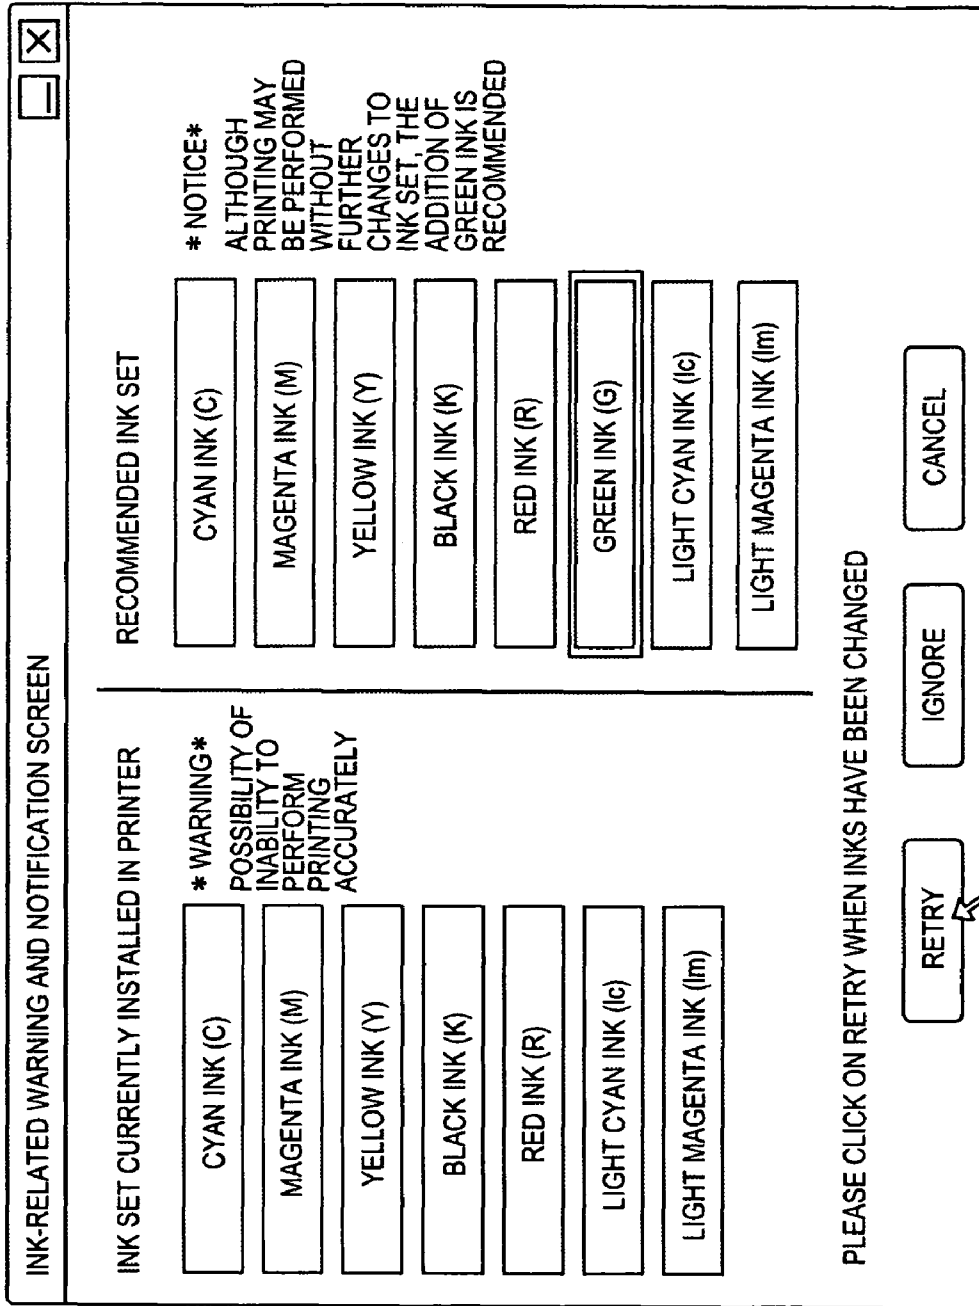 INK-RELATED WARNING AND NOTIFICATION SCREEN
INK SET CURRENTLY INSTALLED IN PRINTER
CYAN INK (C)
MAGENTA INK (M)
YELLOW INK (Y)
BLACK INK (K)
RED INK (R)
LIGHT CYAN INK (lc)
LIGHT MAGENTA INK (lm)
* WARNING*
POSSIBILITY OF
INABILITY TO
PERFORM
PRINTING
ACCURATELY
RECOMMENDED INK SET
CYAN INK (C)
MAGENTA INK (M)
YELLOW INK (Y)
BLACK INK (K)
RED INK (R)
GREEN INK (G)
LIGHT CYAN INK (lc)
LIGHT MAGENTA INK (lm)
* NOTICE*
ALTHOUGH
PRINTING MAY
BE PERFORMED
WITHOUT
FURTHER
CHANGES TO
INK SET, THE
ADDITION OF
GREEN INK IS
RECOMMENDED
PLEASE CLICK ON RETRY WHEN INKS HAVE BEEN CHANGED
RETRY
IGNORE
CANCEL